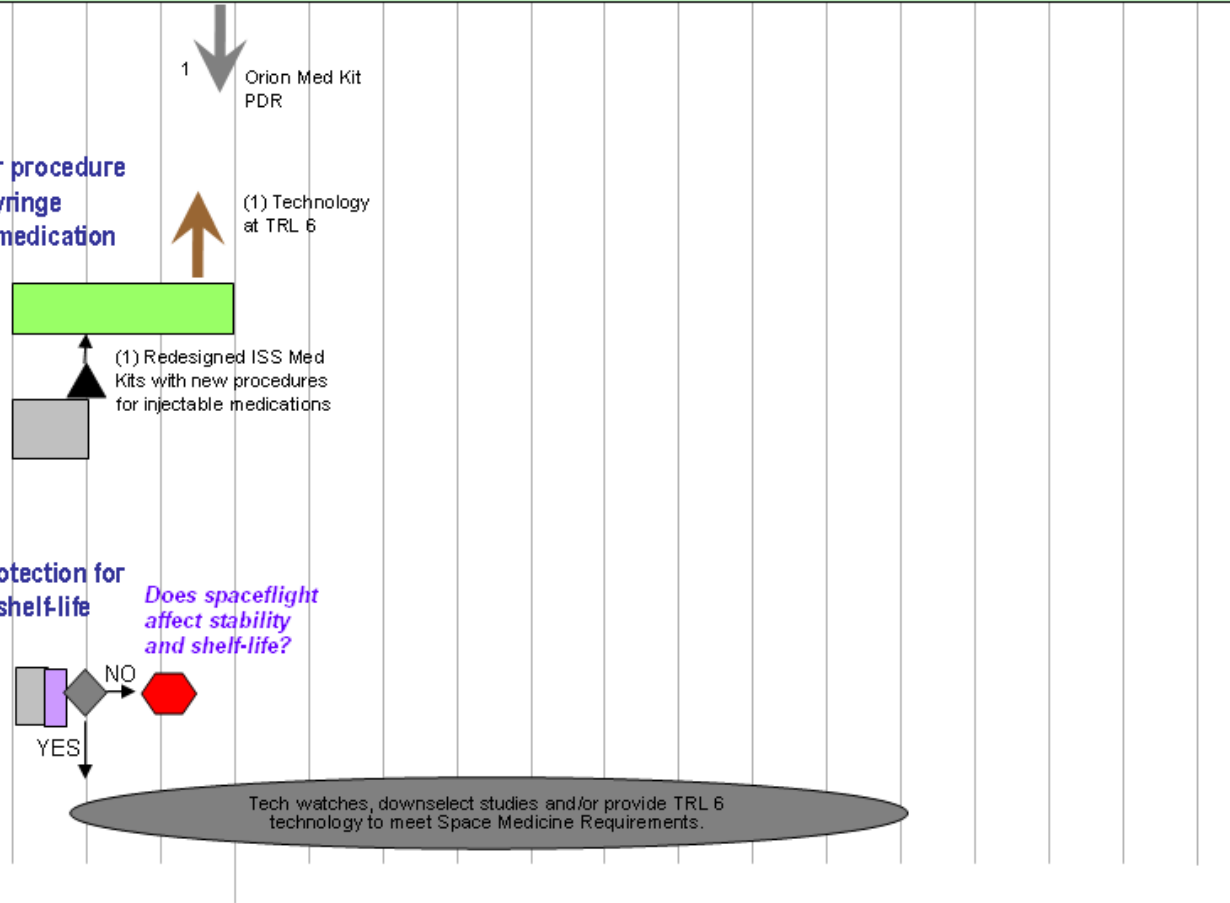 1
Orion Med Kit
PDR
procedure
(1) Technology
at TRL 6
medication
(1) Redesigned ISS Med
Kits with new procedures
for injectable medications
for
shelf-life
Does spaceflight
affect stability
and shelf-life?
NO
YES
Tech watches, downselect studies and/or provide TRL 6
technology to meet Space Medicine Requirements.